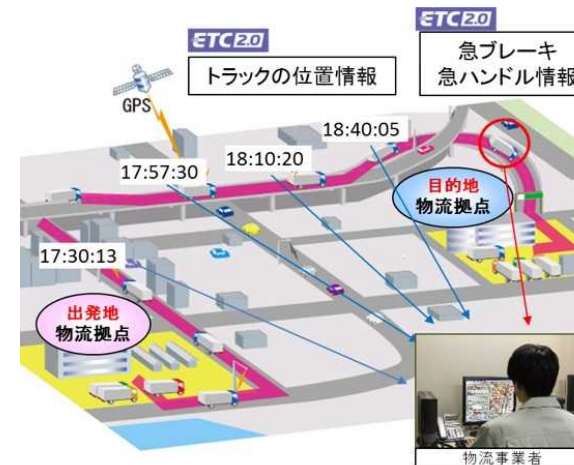 ETC2.0
トラックの位置情報
ETC2.0
急ブレーキ
急ハンドル情報
GPS
18:40:05
17:57:30
18:10:20
目的地
物流拠点
17:30:13
出発地
物流拠点
物流事業者